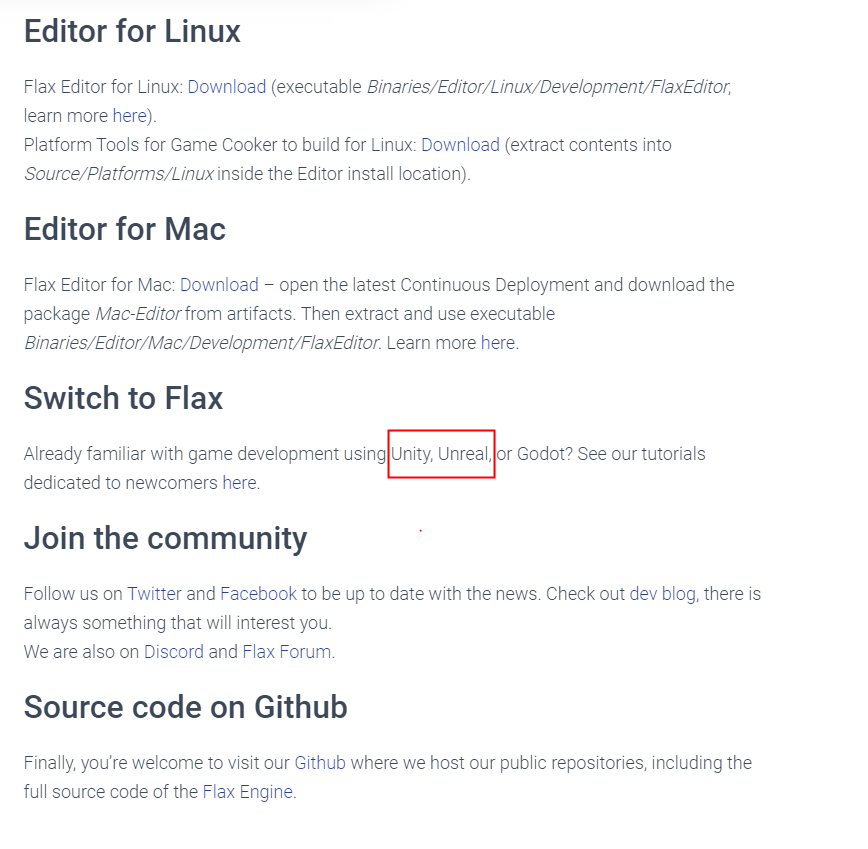 Editor for Linux
Flax Editor for Linux: Download (executable Binaries/Editor/Linux/Development/FlaxEditor,
learn more here).
Platform Tools for Game Cooker to build for Linux: Download (extract contents into
Source/Platforms/Linux inside the Editor install location).
Editor for Mac
Flax Editor for Mac: Download – open the latest Continuous Deployment and download the
package Mac-Editor from artifacts. Then extract and use executable
Binaries/Editor/Mac/Development/FlaxEditor. Learn more here.
Switch to Flax
Already familiar with game development using Unity, Unreal, or Godot? See our tutorials
dedicated to newcomers here.
Join the community
Follow us on Twitter and Facebook to be up to date with the news. Check out dev blog, there is
always something that will interest you.
We are also on Discord and Flax Forum.
Source code on Github
Finally, you’re welcome to visit our Github where we host our public repositories, including the
full source code of the Flax Engine.